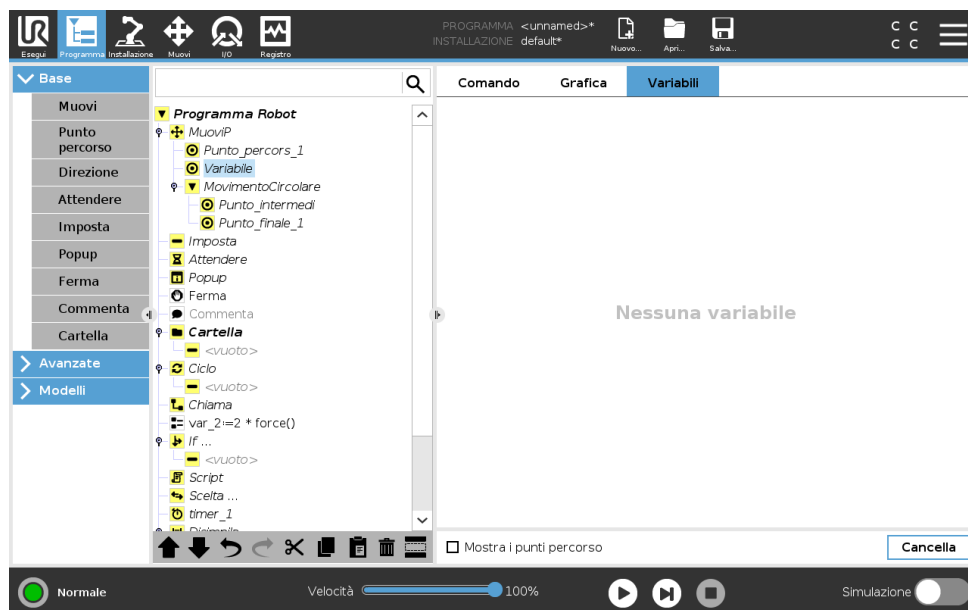 PROGRAMMA <unnamed>*
INSTALLAZIONE default*
Esegui
Programma
Installazione
Muovi
I/O
Registro
Nuovo...
Apri...
Salva...
C C
C C
Base
Muovi
Punto
percorso
Direzione
Attendere
Imposta
Popup
Ferma
Commenta
Cartella
Avanzate
Modelli
Programma Robot
MuoviP
Punto_percors_1
Variabile
MovimentoCircolare
Punto_intermedi
Punto_finale_1
Imposta
Attendere
Popup
Ferma
Commenta
Cartella
<vuoto>
Ciclo
<vuoto>
Chiama
var_2:=2 * force()
If ...
<vuoto>
Script
Scelta ...
timer_1
Comando
Grafica
Variabili
Nessuna variabile
Mostra i punti percorso
Cancella
Normale
Velocità
100%
Simulazione